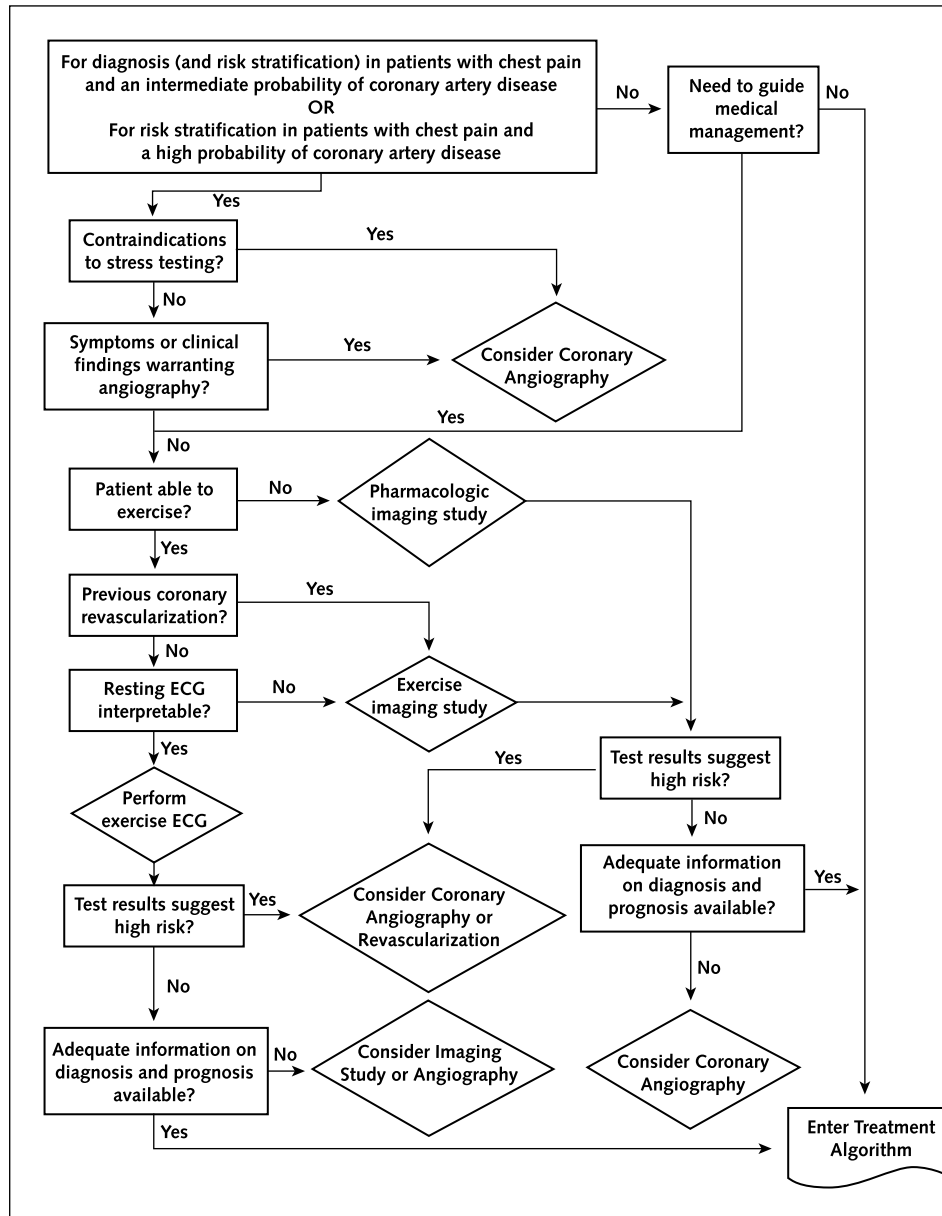 For diagnosis (and risk stratification) in patients with chest pain
and an intermediate probability of coronary artery disease
OR
For risk stratification in patients with chest pain and
a high probability of coronary artery disease
No
Need to guide
medical
management?
No
Yes
Contraindications
to stress testing?
Yes
No
Symptoms or clinical
findings warranting
angiography?
Yes
Consider Coronary
Angiography
Yes
No
Patient able to
exercise?
No
Pharmacologic
imaging study
Yes
Previous coronary
revascularization?
Yes
No
Resting ECG
interpretable?
No
Exercise
imaging study
Yes
Perform
exercise ECG
Yes
Test results suggest
high risk?
No
Adequate information
on diagnosis and
prognosis available?
Yes
Test results suggest
high risk?
Yes
Consider Coronary
Angiography or
Revascularization
No
No
Adequate information on
diagnosis and prognosis
available?
No
Consider Imaging
Study or Angiography
Consider Coronary
Angiography
Yes
Enter Treatment
Algorithm